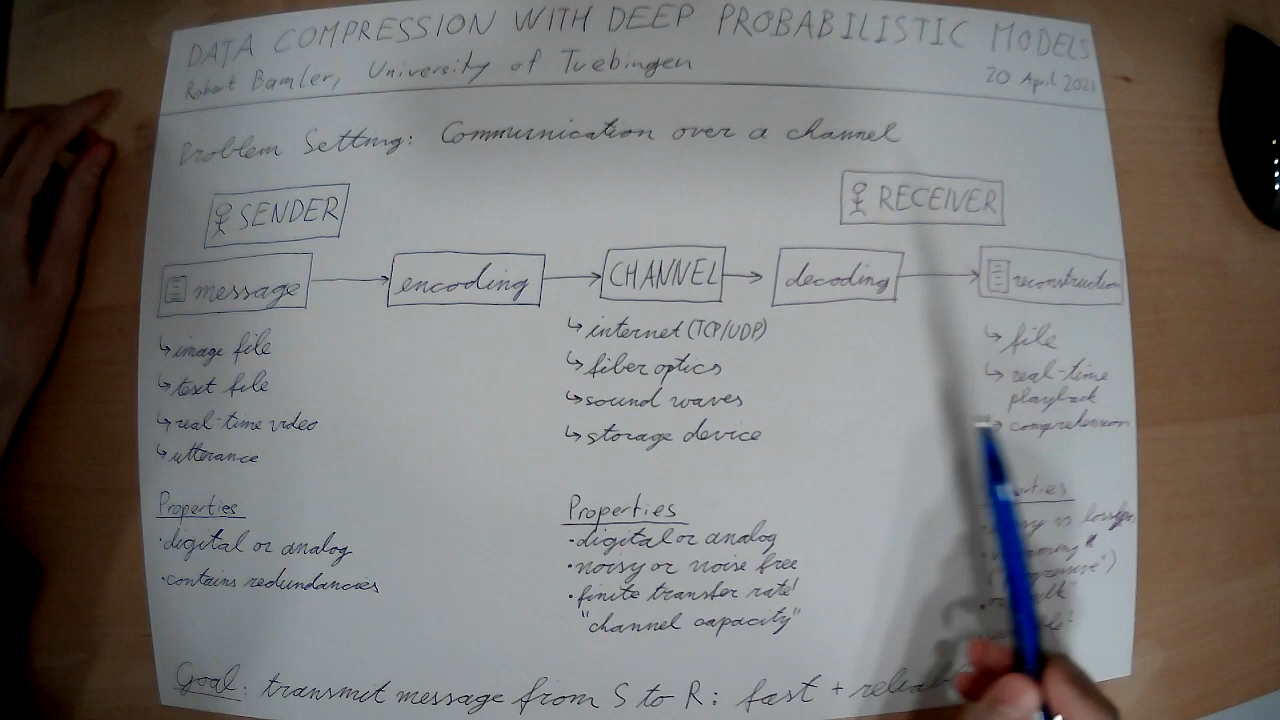 DATA COMPRESSION WITH DEEP PROBABILISTIC MODELS
Robert Bamler, University of Tuebingen
20 April 2021
Problem Setting: Communication over a channel
SENDER
RECEIVER
message
encoding
CHANNEL
decoding
reconstruction
↳ image file
↳ text file
↳ real-time video
↳ utterance
Properties
· digital or analog
· contains redundancies
↳ internet (TCP/UDP)
↳ fiber optics
↳ sound waves
↳ storage device
Properties
· digital or analog
· noisy or noise free
· finite transfer rate
"channel capacity"
↳ file
↳ real-time
playback
comprehension
vs lossless
Goal: transmit message from S to R: fast +